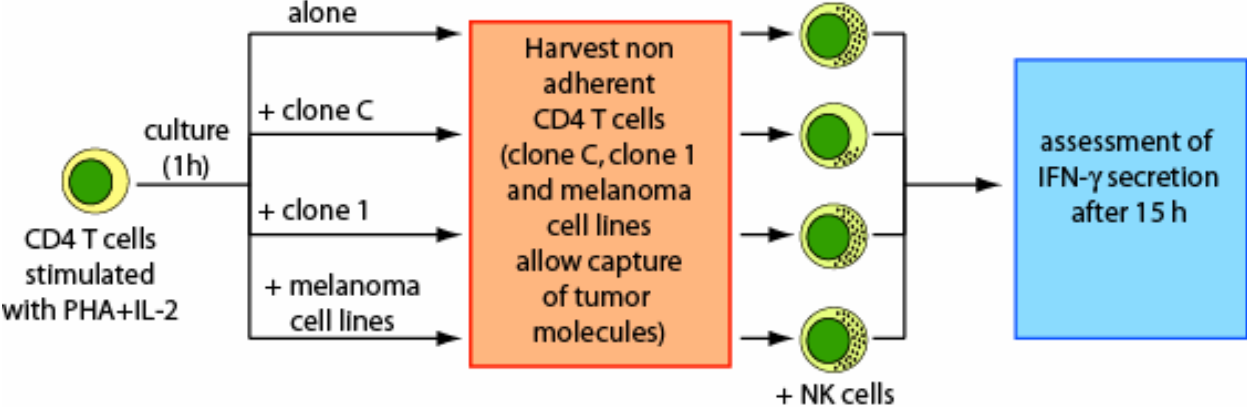 alone
culture
(1h)
+ clone C
+ clone 1
+ melanoma
cell lines
CD4 T cells
stimulated
with PHA+IL-2
Harvest non
adherent
CD4 T cells
(clone C, clone 1
and melanoma
cell lines
allow capture
of tumor
molecules)
+ NK cells
assessment of
IFN-γ secretion
after 15 h